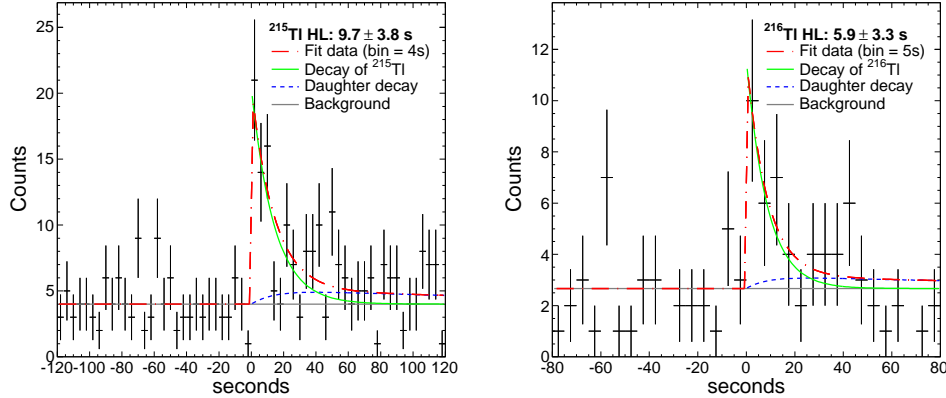 ²¹⁵Tl HL: 9.7 ± 3.8 s
Fit data (bin = 4s)
Decay of ²¹⁵Tl
Daughter decay
Background
Counts
25
20
15
10
5
0
-120 -100 -80 -60 -40 -20 0 20 40 60 80 100 120
seconds
²¹⁶Tl HL: 5.9 ± 3.3 s
Fit data (bin = 5s)
Decay of ²¹⁶Tl
Daughter decay
Background
Counts
12
10
8
6
4
2
0
-80 -60 -40 -20 0 20 40 60 80
seconds